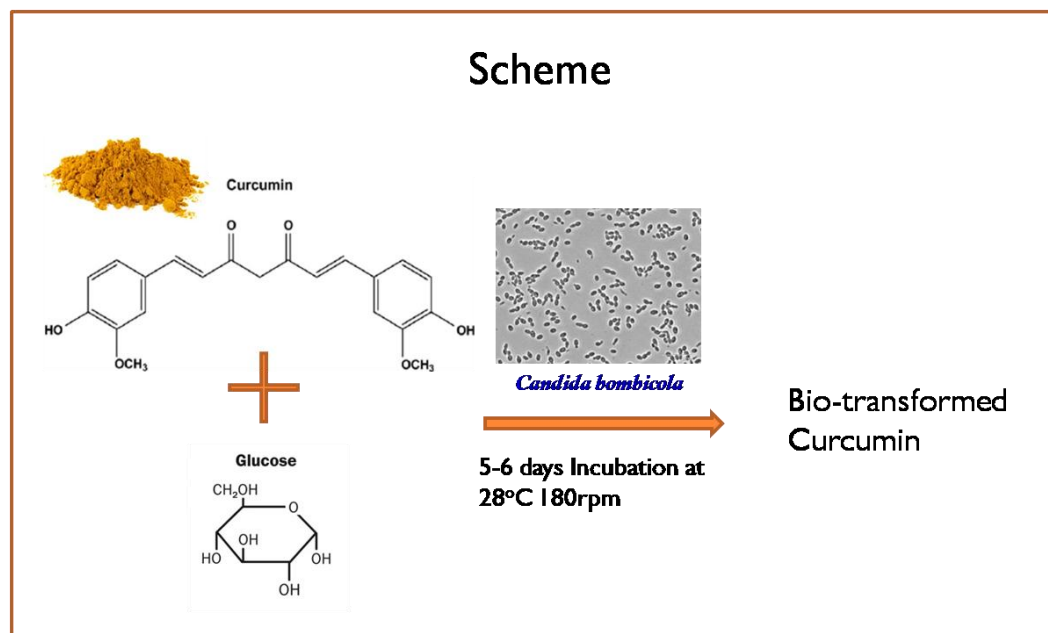 Scheme
Curcumin
O O
HO OH
OCH3 OCH3
Candida bombicola
Glucose
CH2OH
O
OH
HO OH
OH
5-6 days Incubation at
28°C 180rpm
Bio-transformed
Curcumin